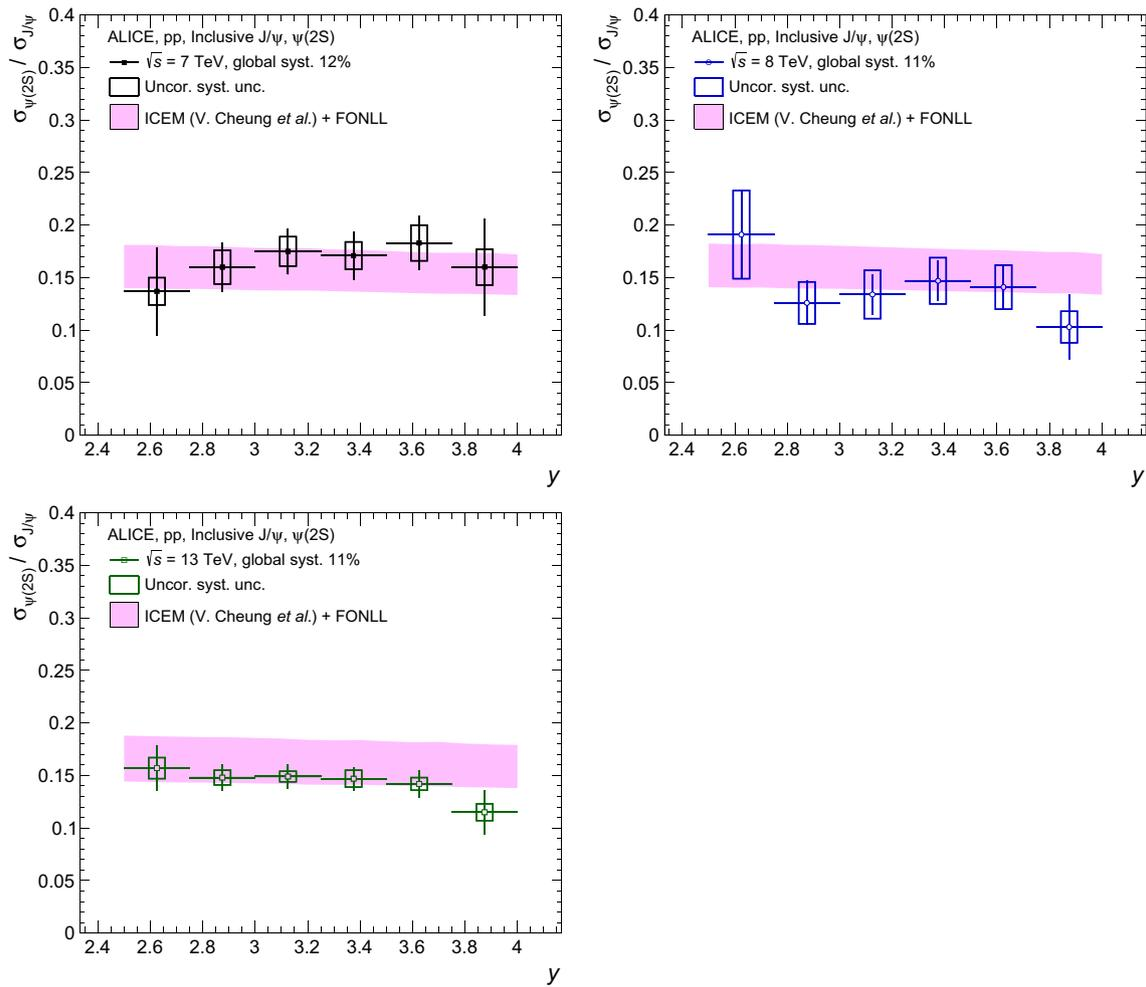 ALICE, pp, Inclusive J/ψ, ψ(2S)
√s = 7 TeV, global syst. 12%
Uncor. syst. unc.
ICEM (V. Cheung et al.) + FONLL
σψ(2S) / σJ/ψ
0.4
0.35
0.3
0.25
0.2
0.15
0.1
0.05
0
2.4 2.6 2.8 3 3.2 3.4 3.6 3.8 4
y
ALICE, pp, Inclusive J/ψ, ψ(2S)
√s = 8 TeV, global syst. 11%
Uncor. syst. unc.
ICEM (V. Cheung et al.) + FONLL
σψ(2S) / σJ/ψ
0.4
0.35
0.3
0.25
0.2
0.15
0.1
0.05
0
2.4 2.6 2.8 3 3.2 3.4 3.6 3.8 4
y
ALICE, pp, Inclusive J/ψ, ψ(2S)
√s = 13 TeV, global syst. 11%
Uncor. syst. unc.
ICEM (V. Cheung et al.) + FONLL
σψ(2S) / σJ/ψ
0.4
0.35
0.3
0.25
0.2
0.15
0.1
0.05
0
2.4 2.6 2.8 3 3.2 3.4 3.6 3.8 4
y